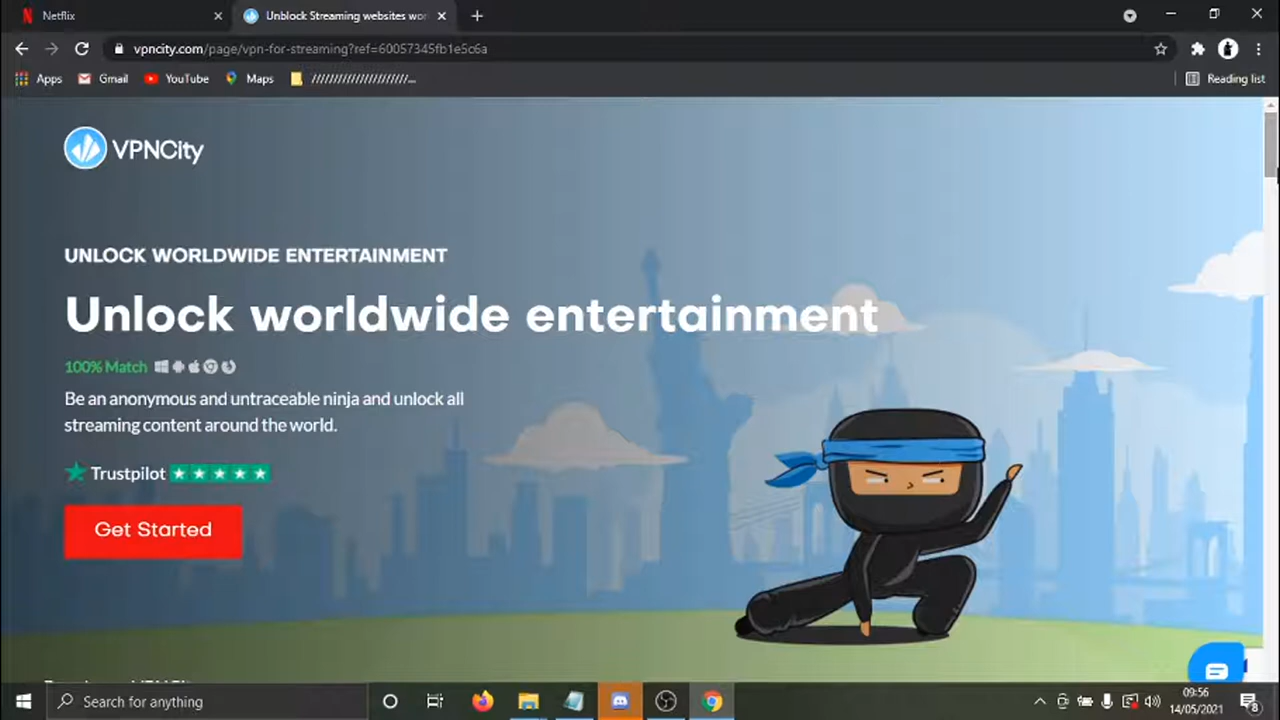 Netflix
Unblock Streaming websites wor
vpncity.com/page/vpn-for-streaming?ref=60057345fb1e5c6a
Apps Gmail YouTube Maps ///////////////////////... Reading list
VPNCity
UNLOCK WORLDWIDE ENTERTAINMENT
Unlock worldwide entertainment
100% Match
Be an anonymous and untraceable ninja and unlock all
streaming content around the world.
Trustpilot
Get Started
Search for anything
09:56
14/05/2021
8